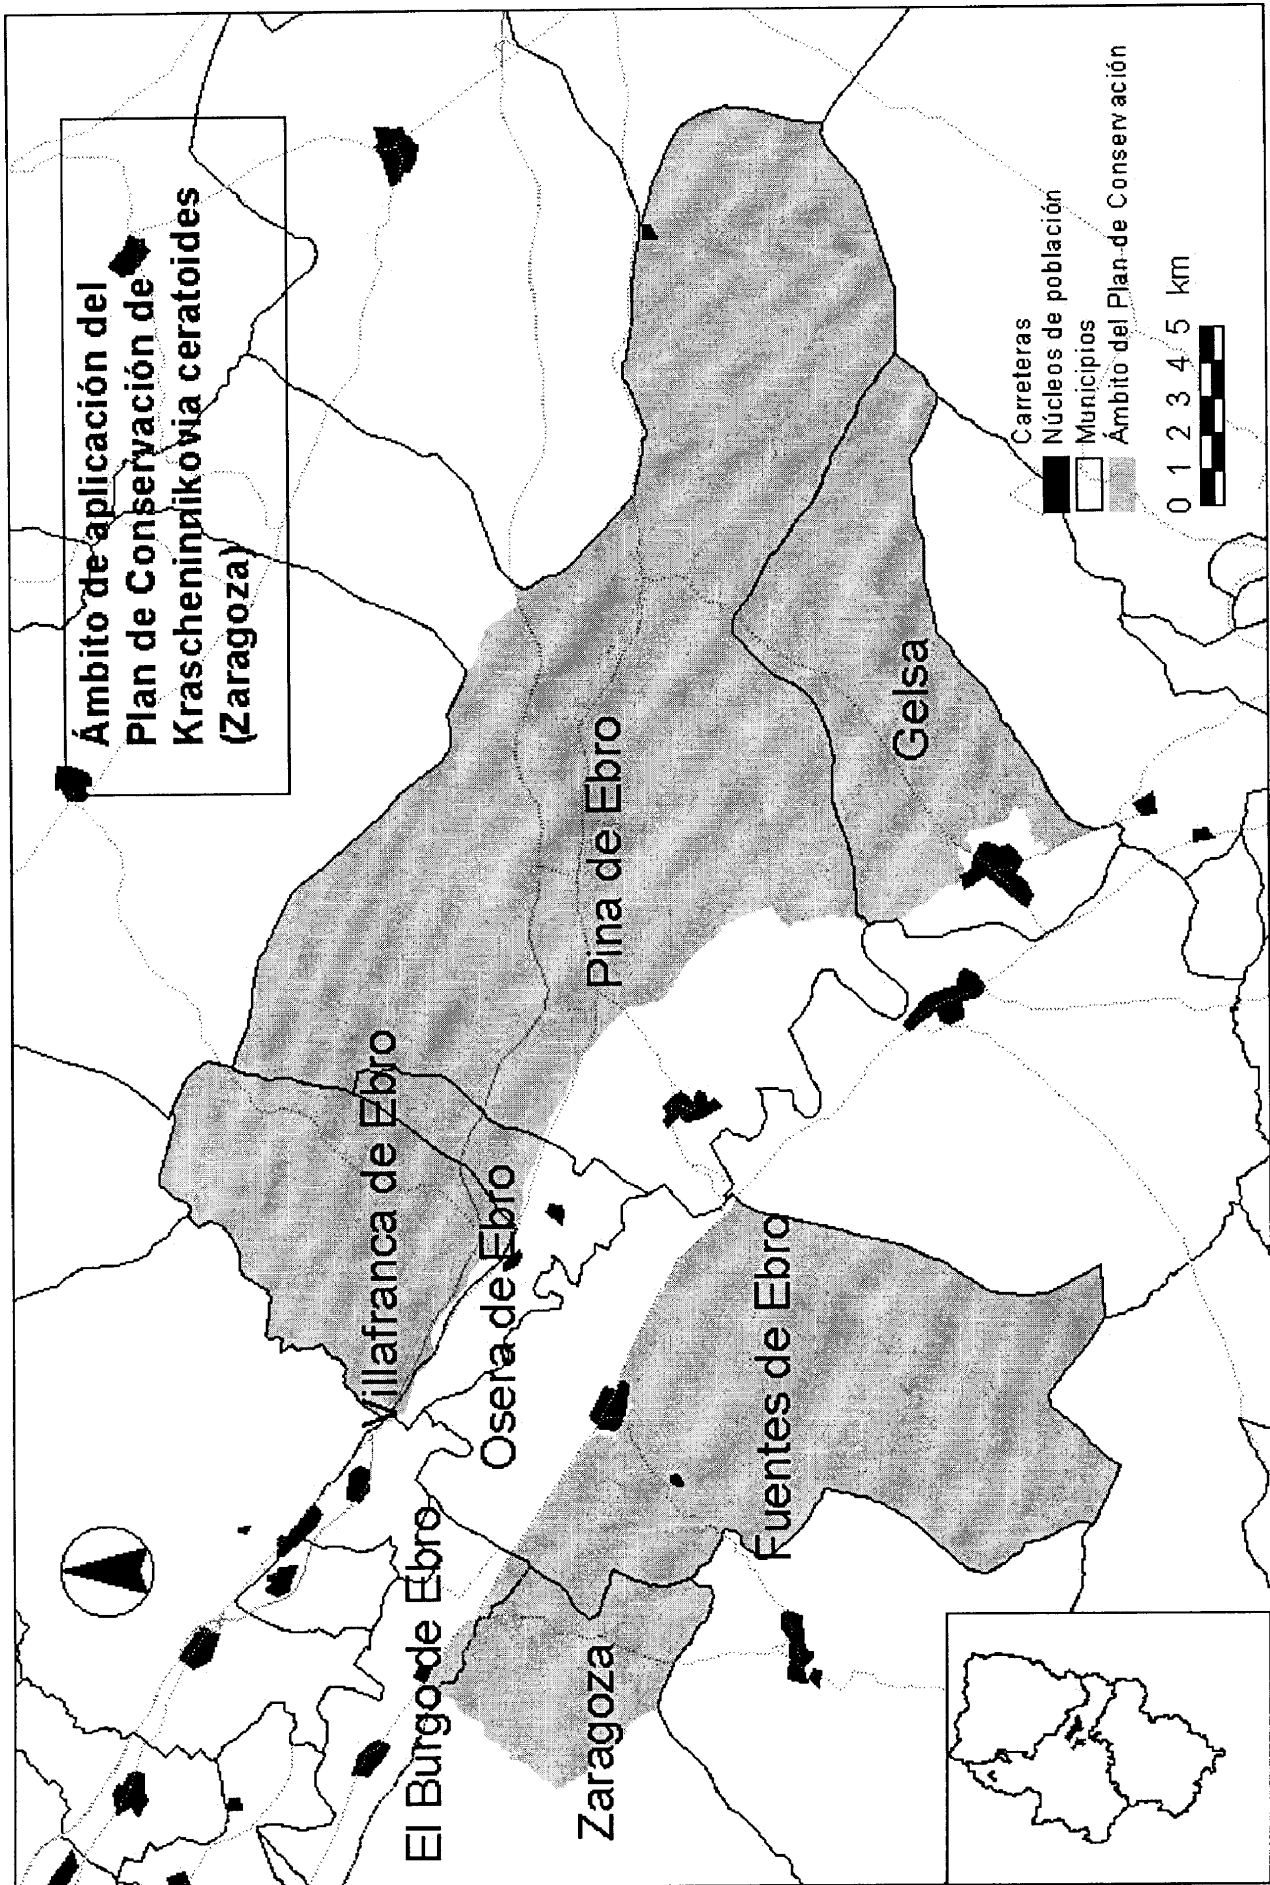 Ámbito de aplicación del
Plan de Conservación de
Krascheninnikovia ceratoides
(Zaragoza)
Villafranca de Ebro
El Burgo de Ebro
Osera de Ebro
Pina de Ebro
Zaragoza
Fuentes de Ebro
Gelsa
Carreteras
Núcleos de población
Municipios
Ámbito del Plan de Conservación
0 1 2 3 4 5 km